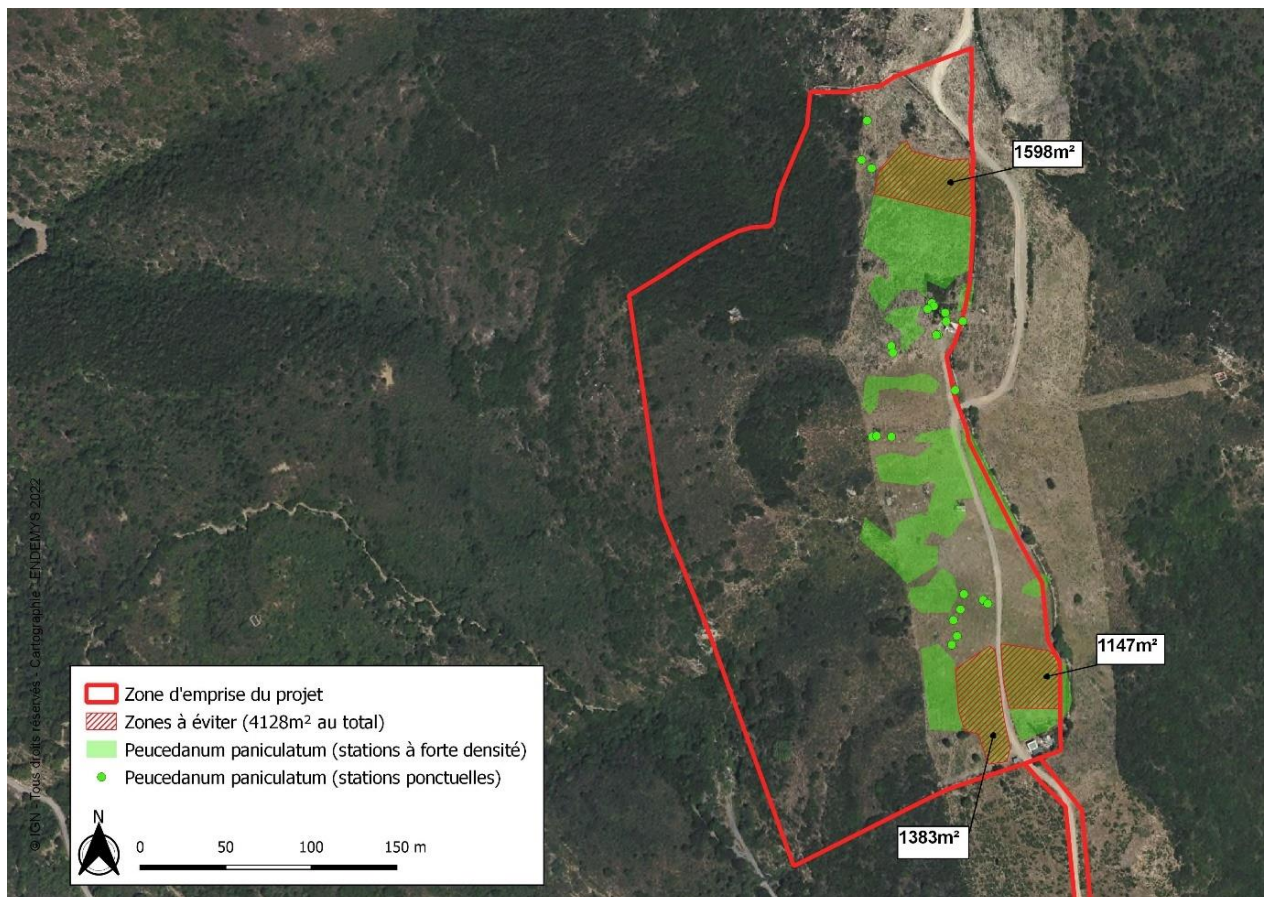 1598m²
1147m²
1383m²
Zone d'emprise du projet
Zones à éviter (4128m² au total)
Peucedanum paniculatum (stations à forte densité)
Peucedanum paniculatum (stations ponctuelles)
N
0 50 100 150 m
© IGN - Tous droits réservés - Cartographie : ENDEMYS 2022